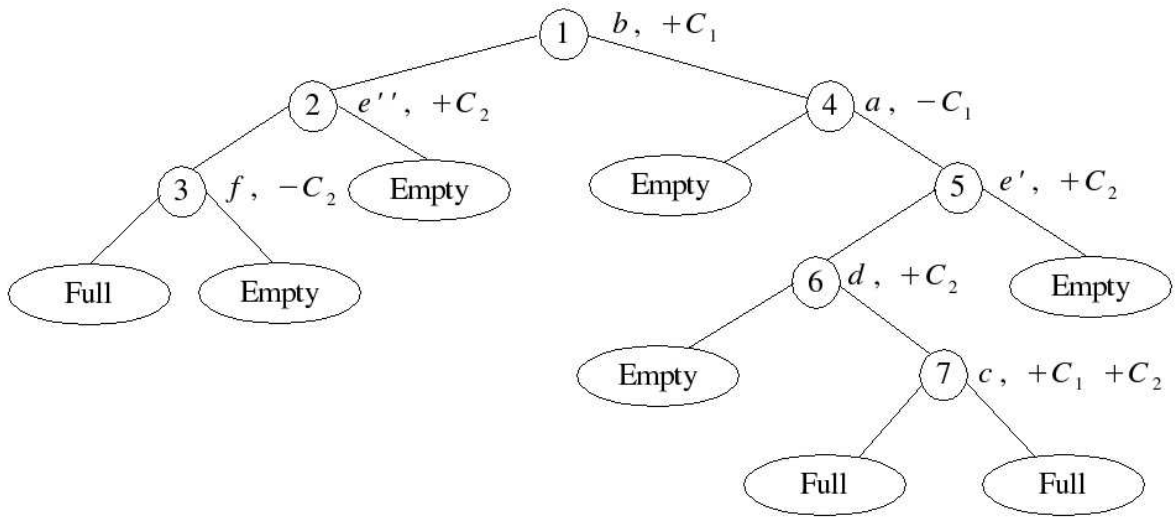 1 b, +C₁
2 e'', +C₂
4 a, −C₁
3 f, −C₂
Empty
Empty
5 e', +C₂
Full
Empty
6 d, +C₂
Empty
Empty
7 c, +C₁ +C₂
Full
Full